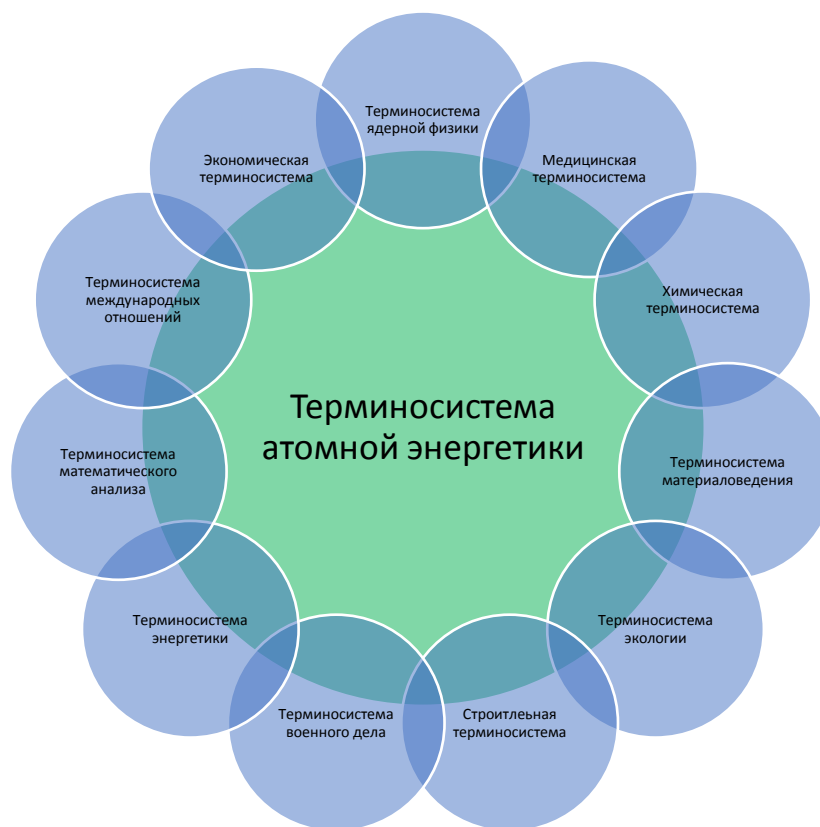 Терминосистема
ядерной физики
Медицинская
терминосистема
Химическая
терминосистема
Терминосистема
материаловедения
Терминосистема
экологии
Строитлеьная
терминосистема
Терминосистема
военного дела
Терминосистема
энергетики
Терминосистема
математического
анализа
Терминосистема
международных
отношений
Экономическая
терминосистема
Терминосистема
атомной энергетики